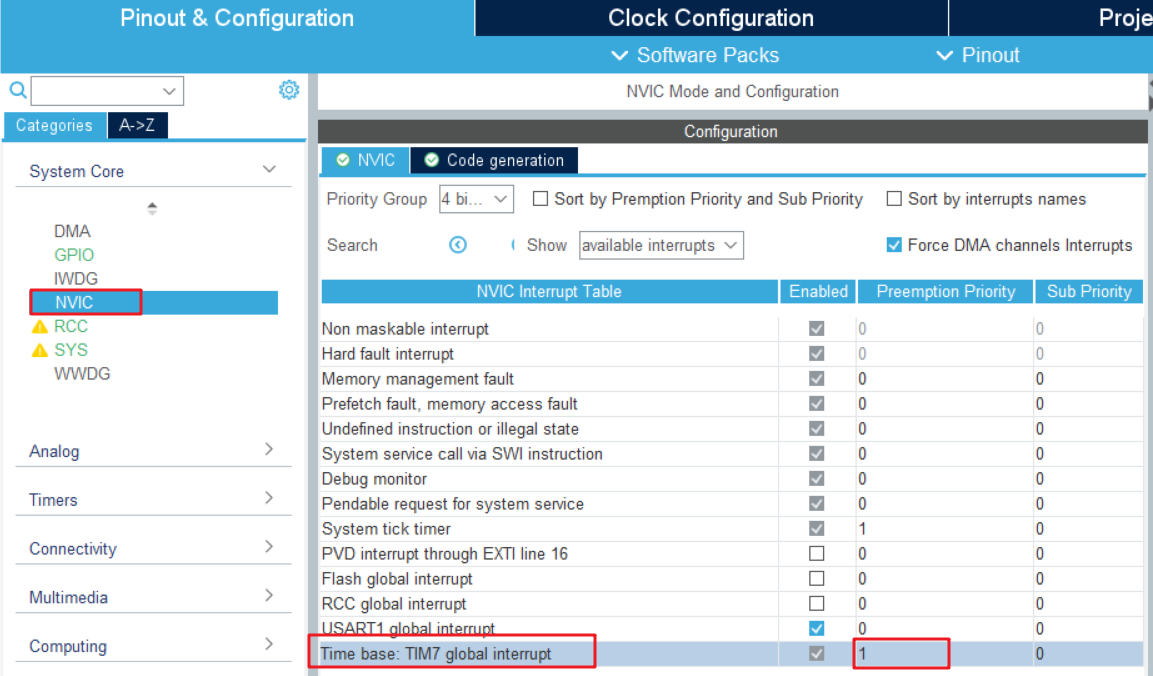 Pinout & Configuration Clock Configuration Proje
Software Packs Pinout
NVIC Mode and Configuration
Categories A->Z
Configuration
System Core
NVIC Code generation
Priority Group 4 bi... Sort by Premption Priority and Sub Priority Sort by interrupts names
Search Show available interrupts Force DMA channels Interrupts
DMA
GPIO
IWDG
NVIC
RCC
SYS
WWDG
Analog
Timers
Connectivity
Multimedia
Computing
NVIC Interrupt Table Enabled Preemption Priority Sub Priority
Non maskable interrupt 0 0
Hard fault interrupt 0 0
Memory management fault 0 0
Prefetch fault, memory access fault 0 0
Undefined instruction or illegal state 0 0
System service call via SWI instruction 0 0
Debug monitor 0 0
Pendable request for system service 0 0
System tick timer 1 0
PVD interrupt through EXTI line 16 0 0
Flash global interrupt 0 0
RCC global interrupt 0 0
USART1 global interrupt 0 0
Time base: TIM7 global interrupt 1 0